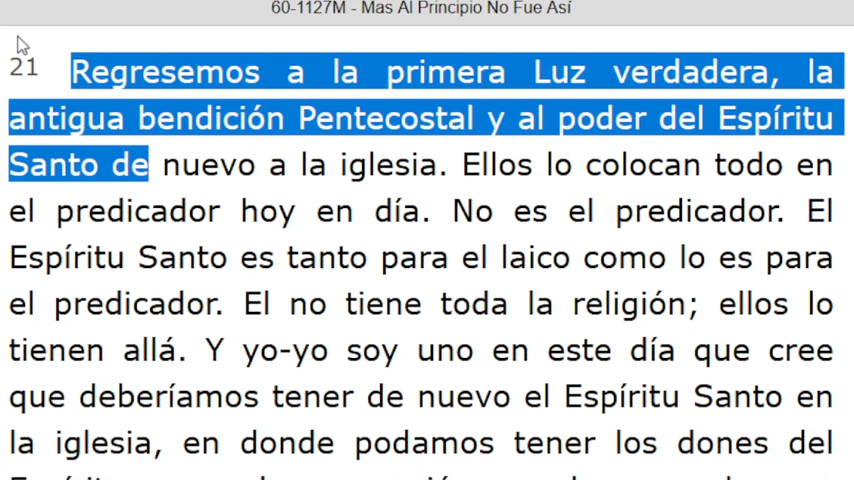 60-1127M - Mas Al Principio No Fue Así
21 Regresemos a la primera Luz verdadera, la
antigua bendición Pentecostal y al poder del Espíritu
Santo de nuevo a la iglesia. Ellos lo colocan todo en
el predicador hoy en día. No es el predicador. El
Espíritu Santo es tanto para el laico como lo es para
el predicador. El no tiene toda la religión; ellos lo
tienen allá. Y yo-yo soy uno en este día que cree
que deberíamos tener de nuevo el Espíritu Santo en
la iglesia, en donde podamos tener los dones del